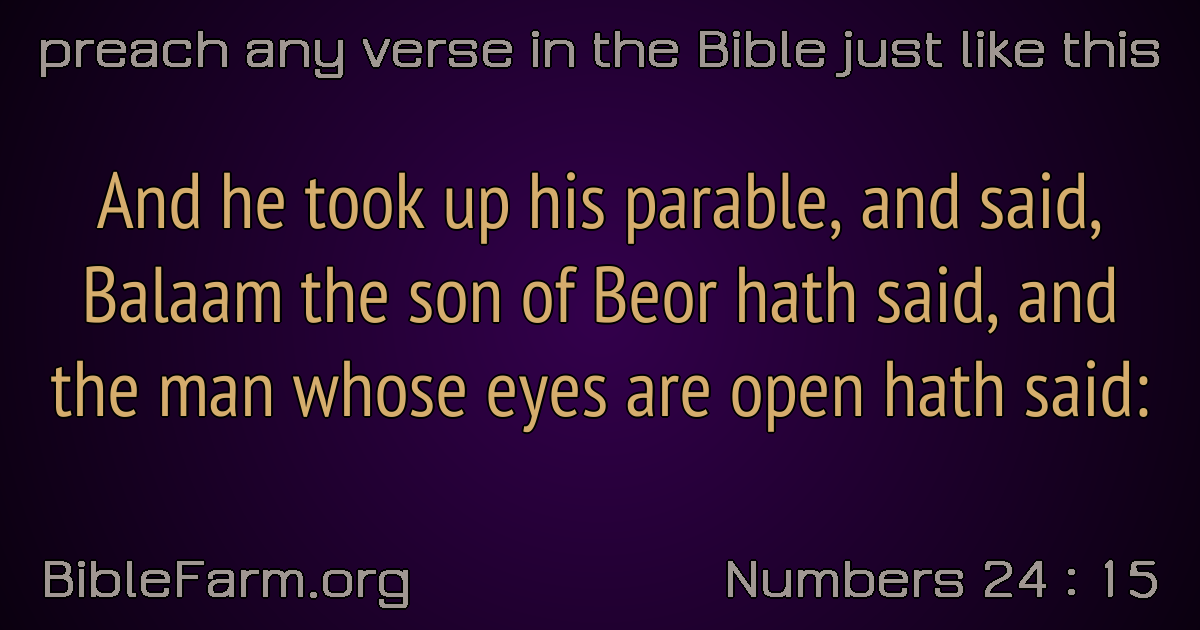 preach any verse in the Bible just like this
And he took up his parable, and said,
Balaam the son of Beor hath said, and
the man whose eyes are open hath said:
BibleFarm.org
Numbers 24 : 15